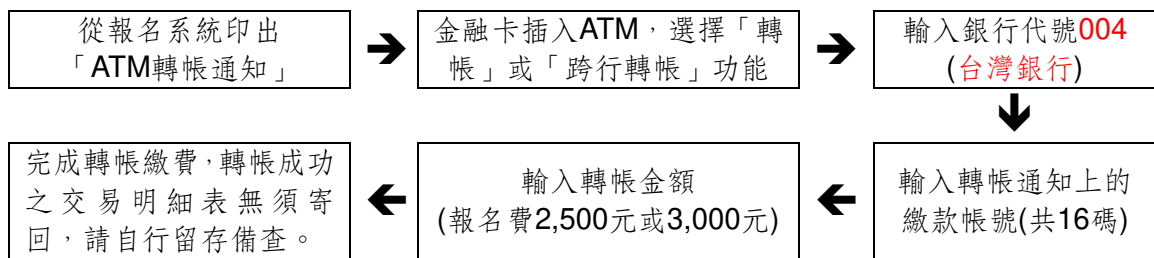 從報名系統印出
「ATM轉帳通知」
金融卡插入ATM，選擇「轉
帳」或「跨行轉帳」功能
輸入銀行代號004
(台灣銀行)
輸入轉帳通知上的
繳款帳號(共16碼)
輸入轉帳金額
(報名費2,500元或3,000元)
完成轉帳繳費，轉帳成功
之交易明細表無須寄
回，請自行留存備查。